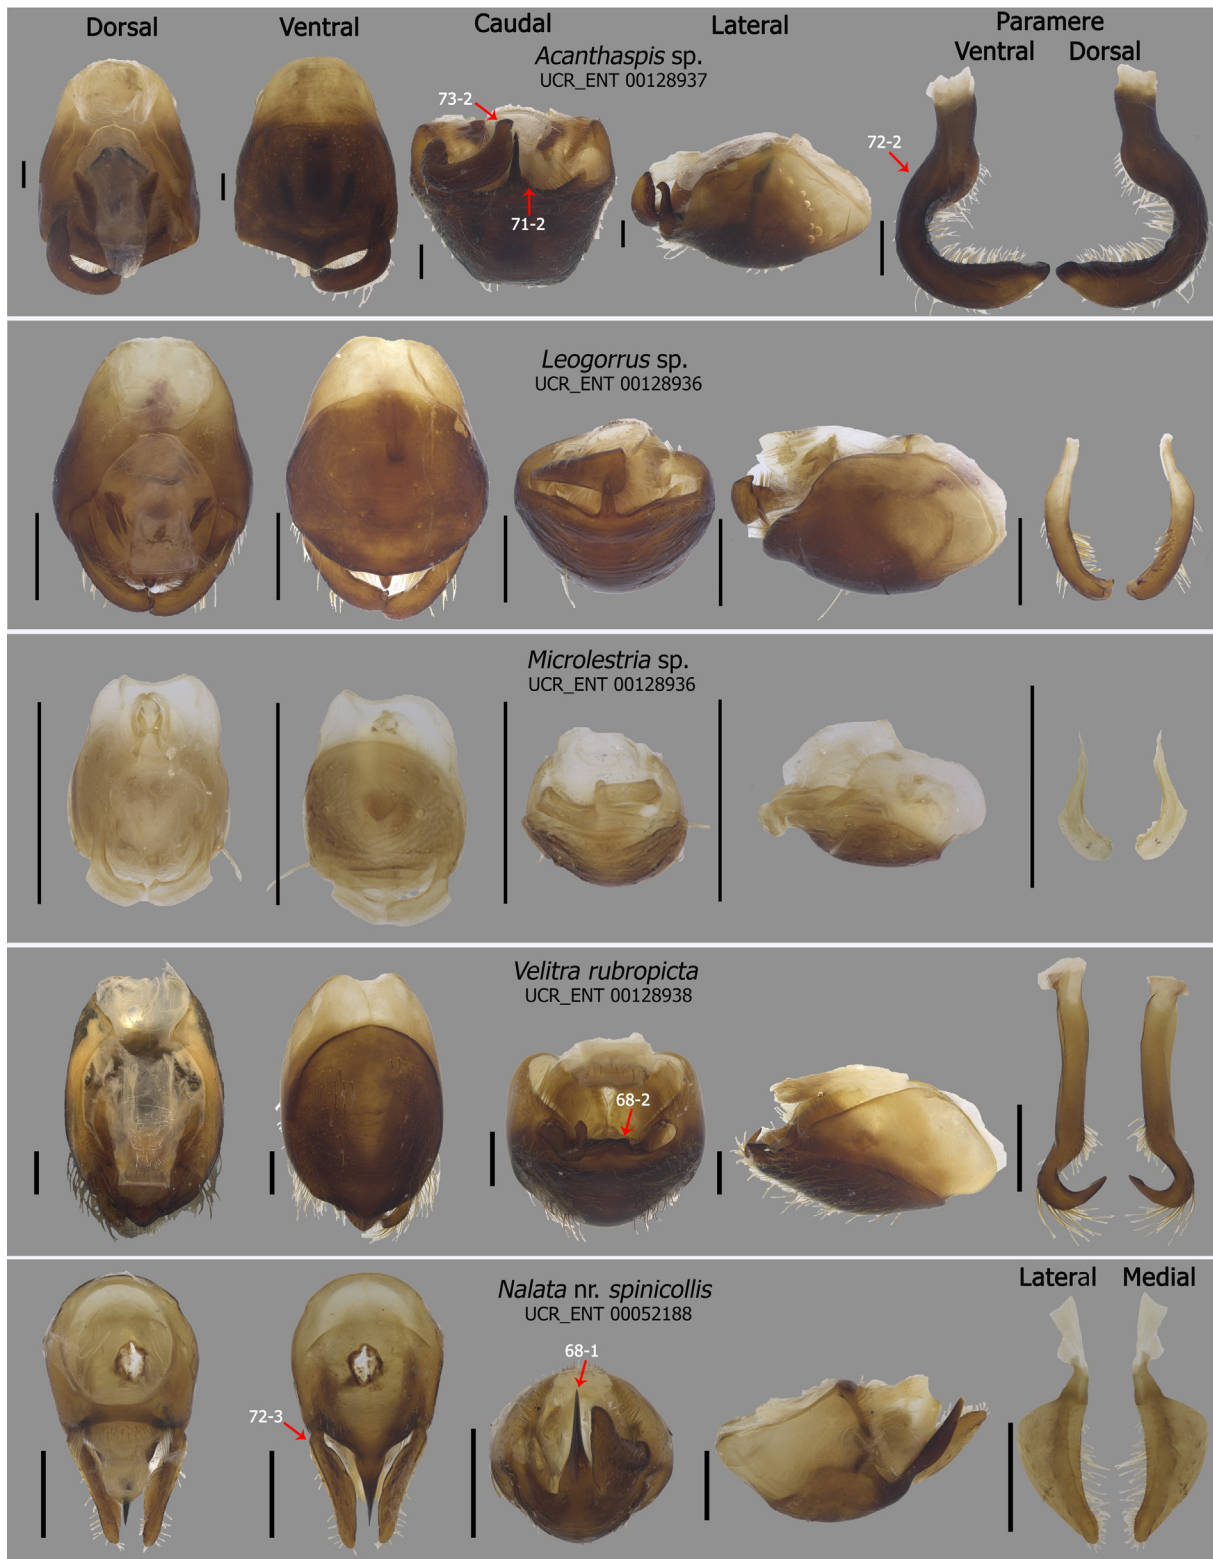 Dorsal Ventral Caudal Lateral Paramere
Ventral Dorsal
Acanthaspis sp.
UCR_ENT 00128937
73-2
72-2
71-2
Leogorrus sp.
UCR_ENT 00128936
Microlestria sp.
UCR_ENT 00128936
Velitra rubropicta
UCR_ENT 00128938
68-2
Nalata nr. spinicollis
UCR_ENT 00052188
Lateral Medial
68-1
72-3